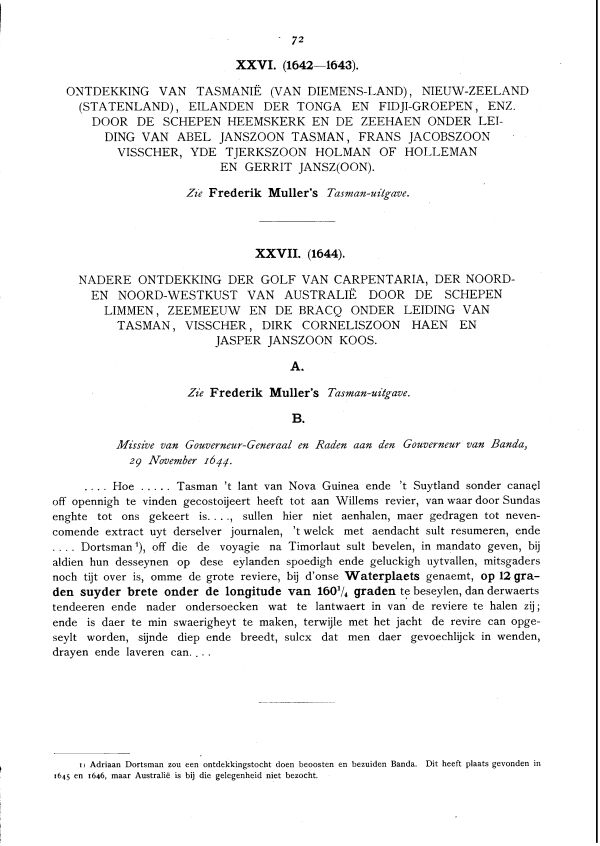 72
XXVI. (1642—1643).
ONTDEKKING VAN TASMANIË (VAN DIEMENS-LAND), NIEUW-ZEELAND
(STATENLAND), EILANDEN DER TONGA EN FIDJI-GROEPEN, ENZ.
DOOR DE SCHEPEN HEEMSKERK EN DE ZEEHAEN ONDER LEI-
DING VAN ABEL JANSZOON TASMAN, FRANS JACOBSZOON
VISSCHER, YDE TJERKSZOON HOLMAN OF HOLLEMAN
EN GERRIT JANSZ(OON).
Zie Frederik Muller's Tasman-uitgave.
XXVII. (1644).
NADERE ONTDEKKING DER GOLF VAN CARPENTARIA, DER NOORD-
EN NOORD-WESTKUST VAN AUSTRALIË DOOR DE SCHEPEN
LIMMEN, ZEEMEEUW EN DE BRACQ ONDER LEIDING VAN
TASMAN, VISSCHER, DIRK CORNELISZOON HAEN EN
JASPER JANSZOON KOOS.
A.
Zie Frederik Muller's Tasman-uitgave.
B.
Missive van Gouverneur-Generaal en Raden aan den Gouverneur van Banda,
29 November 1644.
.... Hoe ..... Tasman 't lant van Nova Guinea ende 't Suytland sonder canael
off opennigh te vinden gecostoijeert heeft tot aan Willems revier, van waar door Sundas
enghte tot ons gekeert is...., sullen hier niet aenhalen, maer gedragen tot neven-
comende extract uyt derselver journalen, 't welck met aendacht sult resumeren, ende
.... Dortsman ¹), off die de voyagie na Timorlaut sult bevelen, in mandato geven, bij
aldien hun desseynen op dese eylanden spoedigh ende geluckigh uytvallen, mitsgaders
noch tijt over is, omme de grote reviere, bij d'onse Waterplaets genaemt, op 12 gra-
den suyder brete onder de longitude van 160¾ graden te beseylen, dan derwaerts
tendeeren ende nader ondersoecken wat te lantwaert in van de reviere te halen zij;
ende is daer te min swaerigheyt te maken, terwijle met het jacht de revire can opge-
seylt worden, sijnde diep ende breedt, sulcx dat men daer gevoechlijck in wenden,
drayen ende laveren can....
1) Adriaan Dortsman zou een ontdekkingstocht doen beoosten en bezuiden Banda. Dit heeft plaats gevonden in
1645 en 1646, maar Australië is bij die gelegenheid niet bezocht.